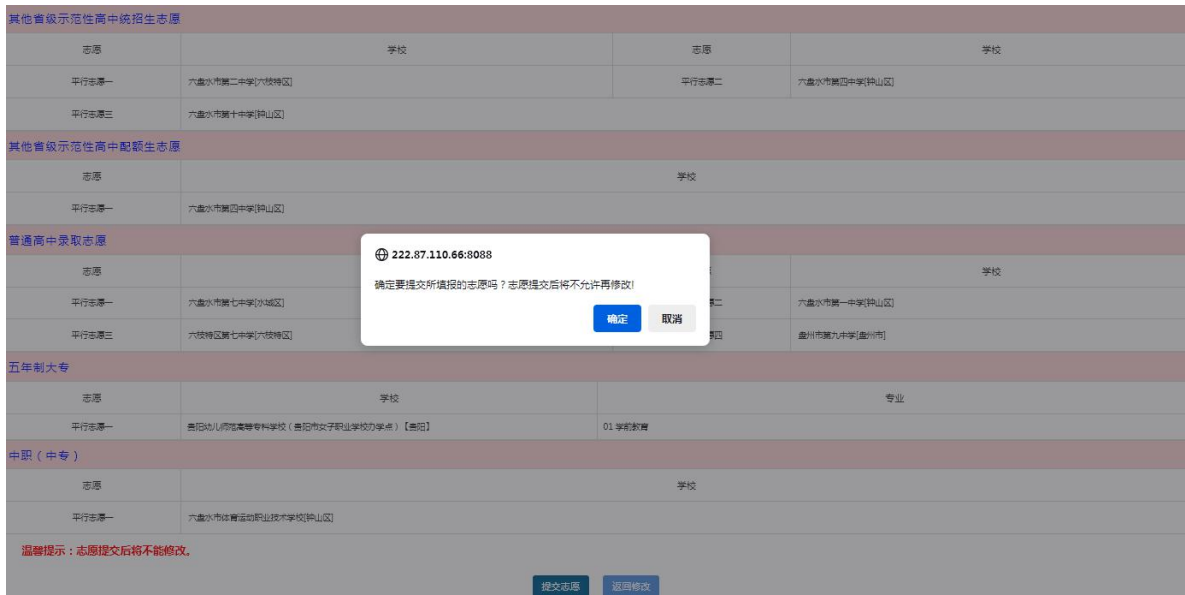 其他省级示范性高中统招生志愿
志愿 学校 志愿 学校
平行志愿一 六盘水市第二中学[六枝特区] 平行志愿二 六盘水市第四中学[钟山区]
平行志愿三 六盘水市第十中学[钟山区]
其他省级示范性高中配额生志愿
志愿 学校
平行志愿一 六盘水市第四中学[钟山区]
普通高中录取志愿
222.87.110.66:8088
志愿 学校
确定要提交所填报的志愿吗？志愿提交后将不允许再修改!
平行志愿一 六盘水市第七中学[水城区] 二 六盘水市第一中学[钟山区]
确定 取消
平行志愿三 六枝特区第七中学[六枝特区] 四 盘州市第九中学[盘州市]
五年制大专
志愿 学校 专业
平行志愿一 贵阳幼儿师范高等专科学校（贵阳市女子职业学校办学点）【贵阳】 01 学前教育
中职（中专）
志愿 学校
平行志愿一 六盘水市体育运动职业技术学校[钟山区]
温馨提示：志愿提交后将不能修改。
提交志愿 返回修改